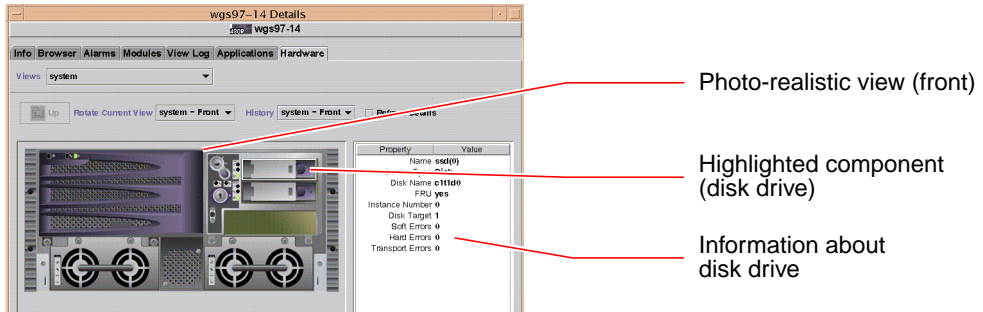 wgs97–14 Details
wgs97-14
Info Browser Alarms Modules View Log Applications Hardware
Views system
Up Rotate Current View system – Front History system – Front Details
Photo-realistic view (front)
Property Value
Name ssd(0)
Disk
Disk Name c1t1d0
FRU yes
Instance Number 0
Disk Target 1
Soft Errors 0
Hard Errors 0
Transport Errors 0
Highlighted component
(disk drive)
Information about
disk drive